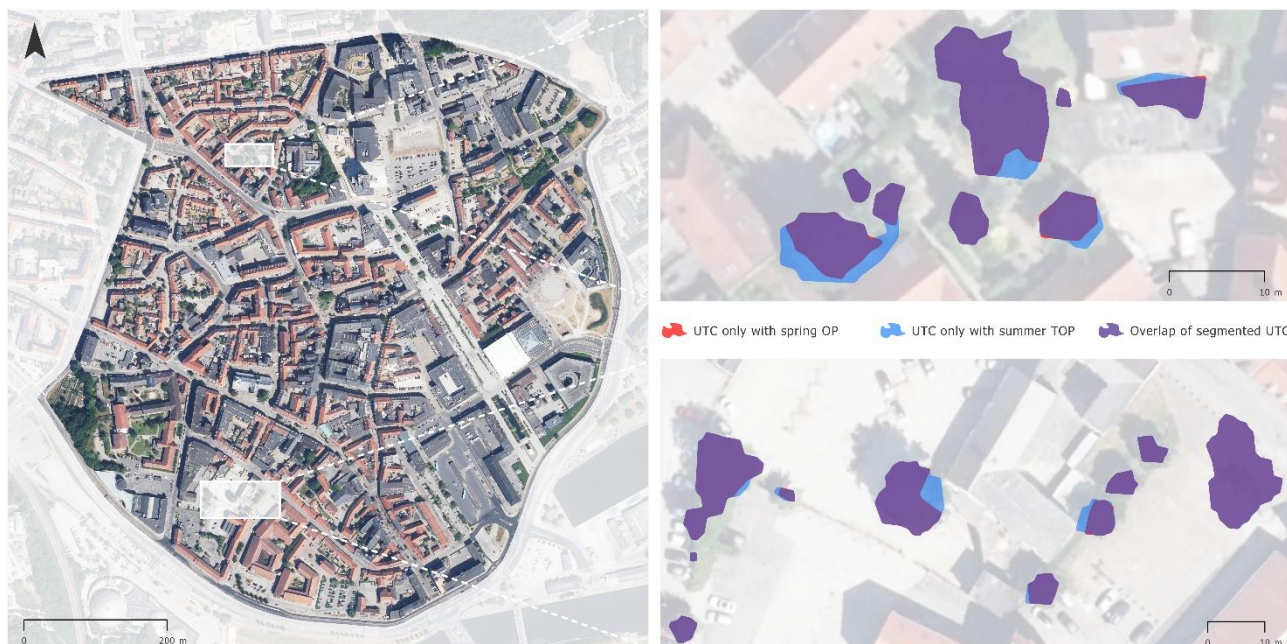 0
200 m
0
10 m
UTC only with spring OP
UTC only with summer TOP
Overlap of segmented UTC
0
10 m